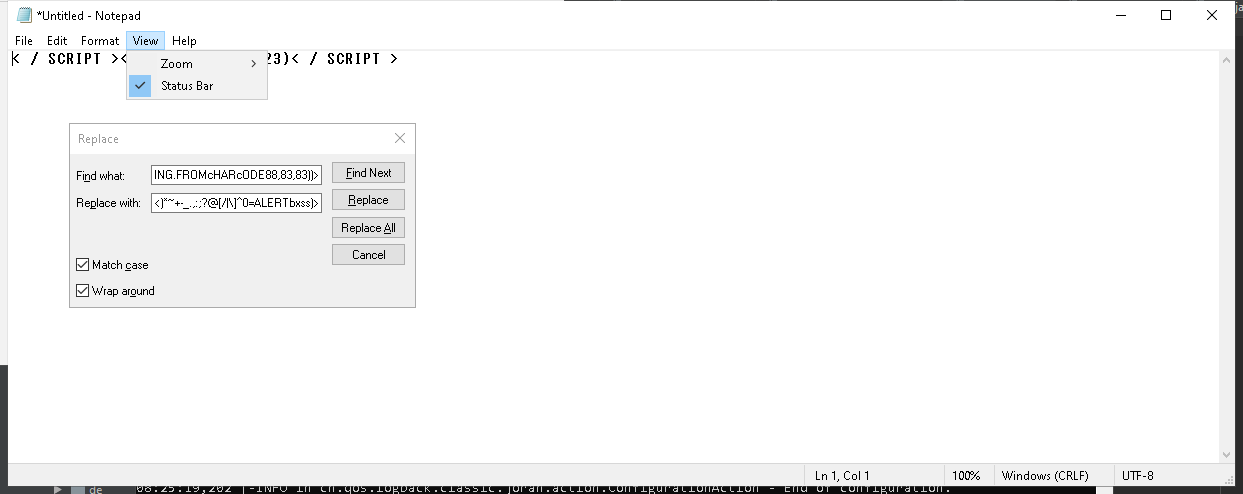 *Untitled - Notepad
File Edit Format View Help
< / SCRIPT >< 23)< / SCRIPT >
Zoom >
Status Bar
Replace
Find what: ING.FROMcHARcODE88,83,83))> Find Next
Replace with: <)*~+-_.,:;?@[/|\]^0=ALERTbxss)> Replace
Replace All
Cancel
Match case
Wrap around
Ln 1, Col 1 100% Windows (CRLF) UTF-8
de 08:25:19,202 |-INFO in ch.qos.logback.classic.joran.action.ConfigurationAction - End of configuration.